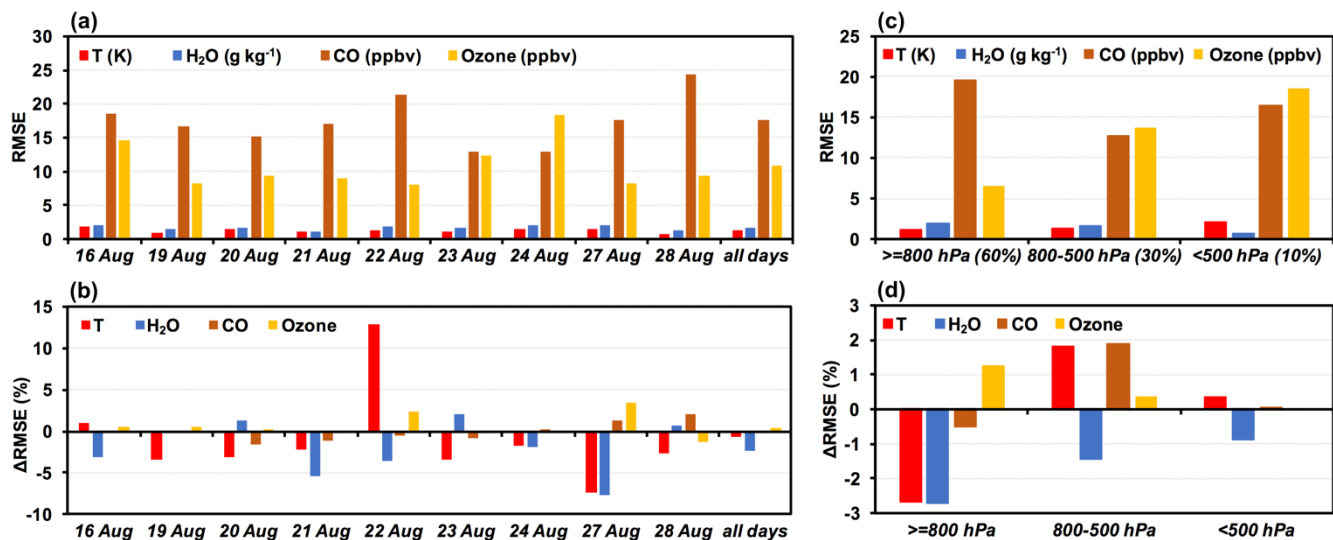 (a)
RMSE
30
25
20
15
10
5
0
T (K) H₂O (g kg⁻¹) CO (ppbv) Ozone (ppbv)
16 Aug 19 Aug 20 Aug 21 Aug 22 Aug 23 Aug 24 Aug 27 Aug 28 Aug all days
(c)
RMSE
25
20
15
10
5
0
T (K) H₂O (g kg⁻¹) CO (ppbv) Ozone (ppbv)
>=800 hPa (60%) 800-500 hPa (30%) <500 hPa (10%)
(b)
ΔRMSE (%)
15
10
5
0
-5
-10
T H₂O CO Ozone
16 Aug 19 Aug 20 Aug 21 Aug 22 Aug 23 Aug 24 Aug 27 Aug 28 Aug all days
(d)
ΔRMSE (%)
3
2
1
0
-1
-2
-3
T H₂O CO Ozone
>=800 hPa 800-500 hPa <500 hPa